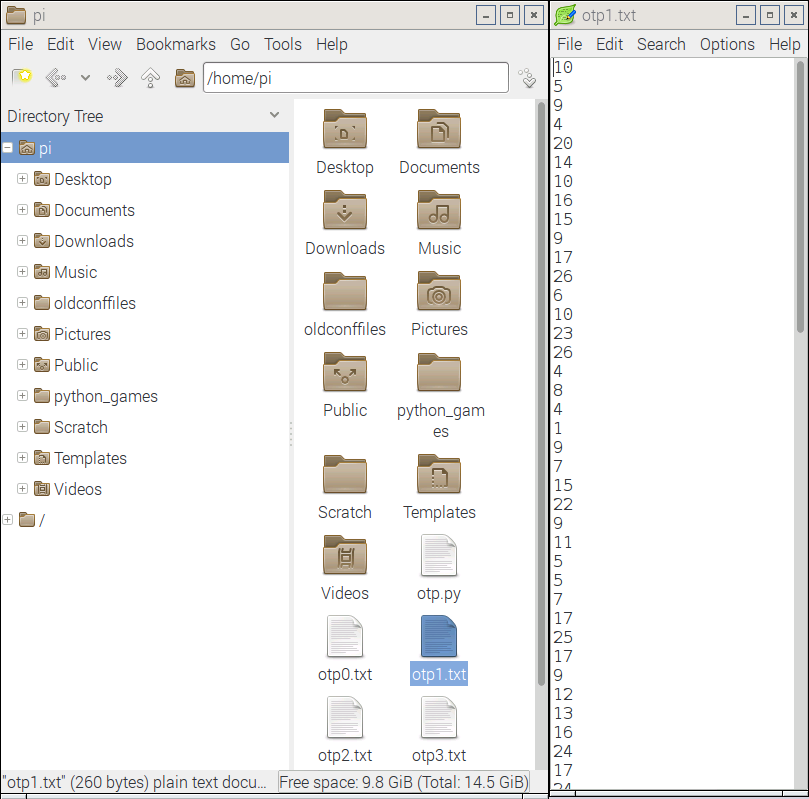 pi
File Edit View Bookmarks Go Tools Help
/home/pi
Directory Tree
pi
Desktop
Documents
Downloads
Music
oldconffiles
Pictures
Public
python_games
Scratch
Templates
Videos
/
Desktop Documents
Downloads Music
oldconffiles Pictures
Public python_gam
es
Scratch Templates
Videos otp.py
otp0.txt otp1.txt
otp2.txt otp3.txt
"otp1.txt" (260 bytes) plain text docu... Free space: 9.8 GiB (Total: 14.5 GiB)
otp1.txt
File Edit Search Options Help
10
5
9
4
20
14
10
16
15
9
17
26
6
10
23
26
4
8
4
1
9
7
15
22
9
11
5
5
7
17
25
17
9
12
13
16
24
17
24